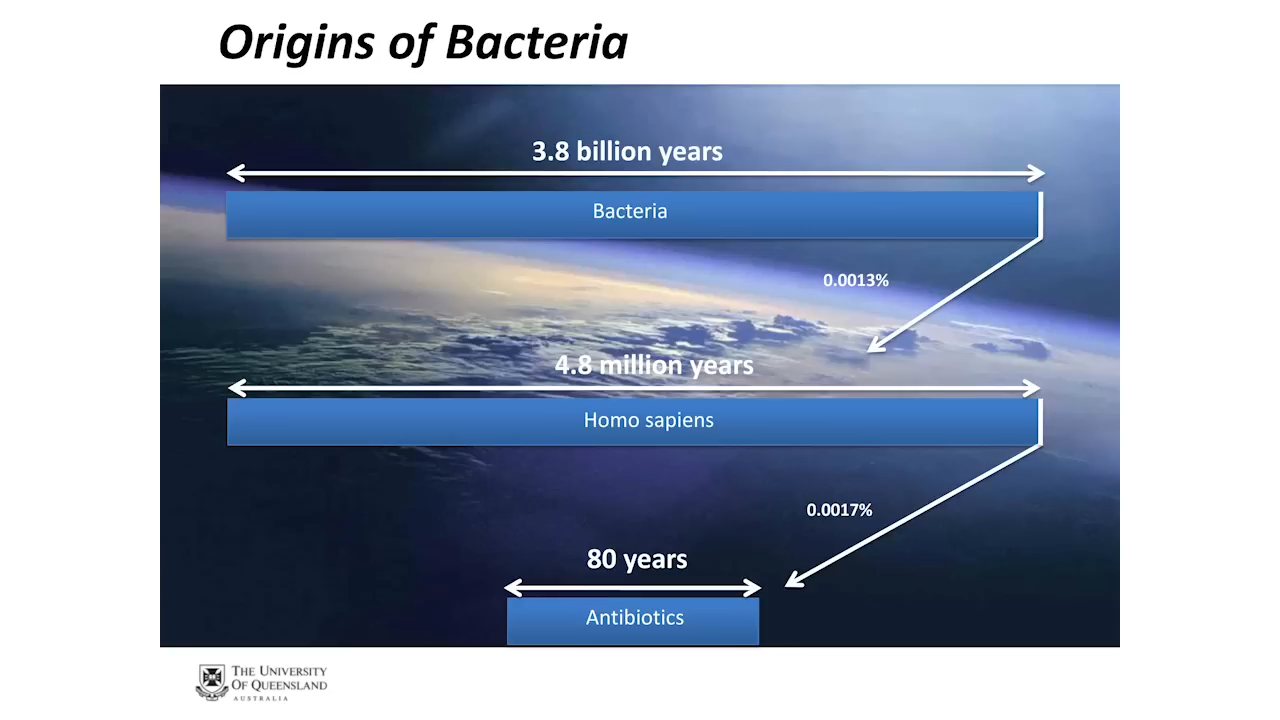 Origins of Bacteria
3.8 billion years
Bacteria
0.0013%
4.8 million years
Homo sapiens
0.0017%
80 years
Antibiotics
THE UNIVERSITY
OF QUEENSLAND
AUSTRALIA